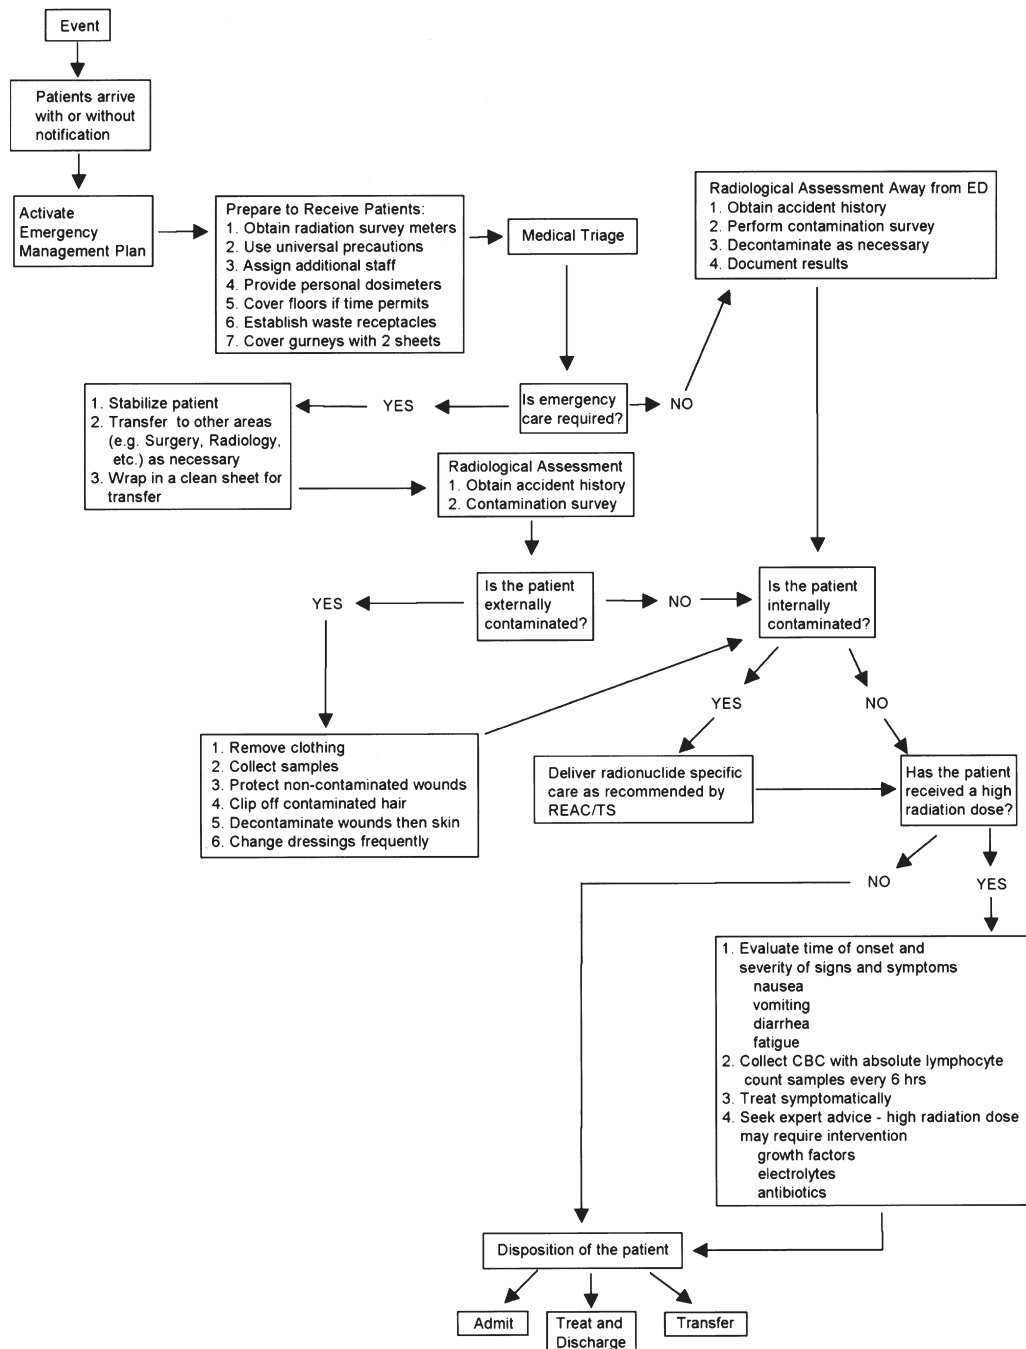 Event
Patients arrive
with or without
notification
Activate
Emergency
Management Plan
Prepare to Receive Patients:
1. Obtain radiation survey meters
2. Use universal precautions
3. Assign additional staff
4. Provide personal dosimeters
5. Cover floors if time permits
6. Establish waste receptacles
7. Cover gurneys with 2 sheets
Medical Triage
Radiological Assessment Away from ED
1. Obtain accident history
2. Perform contamination survey
3. Decontaminate as necessary
4. Document results
Is emergency
care required?
NO
YES
1. Stabilize patient
2. Transfer to other areas
(e.g. Surgery, Radiology,
etc.) as necessary
3. Wrap in a clean sheet for
transfer
Radiological Assessment
1. Obtain accident history
2. Contamination survey
Is the patient
externally
contaminated?
YES
NO
Is the patient
internally
contaminated?
YES
NO
1. Remove clothing
2. Collect samples
3. Protect non-contaminated wounds
4. Clip off contaminated hair
5. Decontaminate wounds then skin
6. Change dressings frequently
Deliver radionuclide specific
care as recommended by
REAC/TS
Has the patient
received a high
radiation dose?
NO
YES
1. Evaluate time of onset and
severity of signs and symptoms
nausea
vomiting
diarrhea
fatigue
2. Collect CBC with absolute lymphocyte
count samples every 6 hrs
3. Treat symptomatically
4. Seek expert advice - high radiation dose
may require intervention
growth factors
electrolytes
antibiotics
Disposition of the patient
Admit
Treat and
Discharge
Transfer